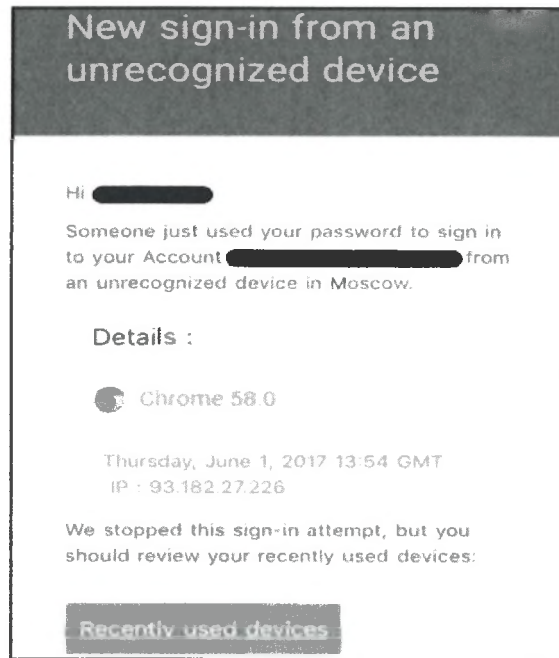 New sign-in from an
unrecognized device
Hi
Someone just used your password to sign in
to your Account from
an unrecognized device in Moscow.
Details :
Chrome 58.0
Thursday, June 1, 2017 13:54 GMT
IP : 93.182.27.226
We stopped this sign-in attempt, but you
should review your recently used devices:
Recently used devices